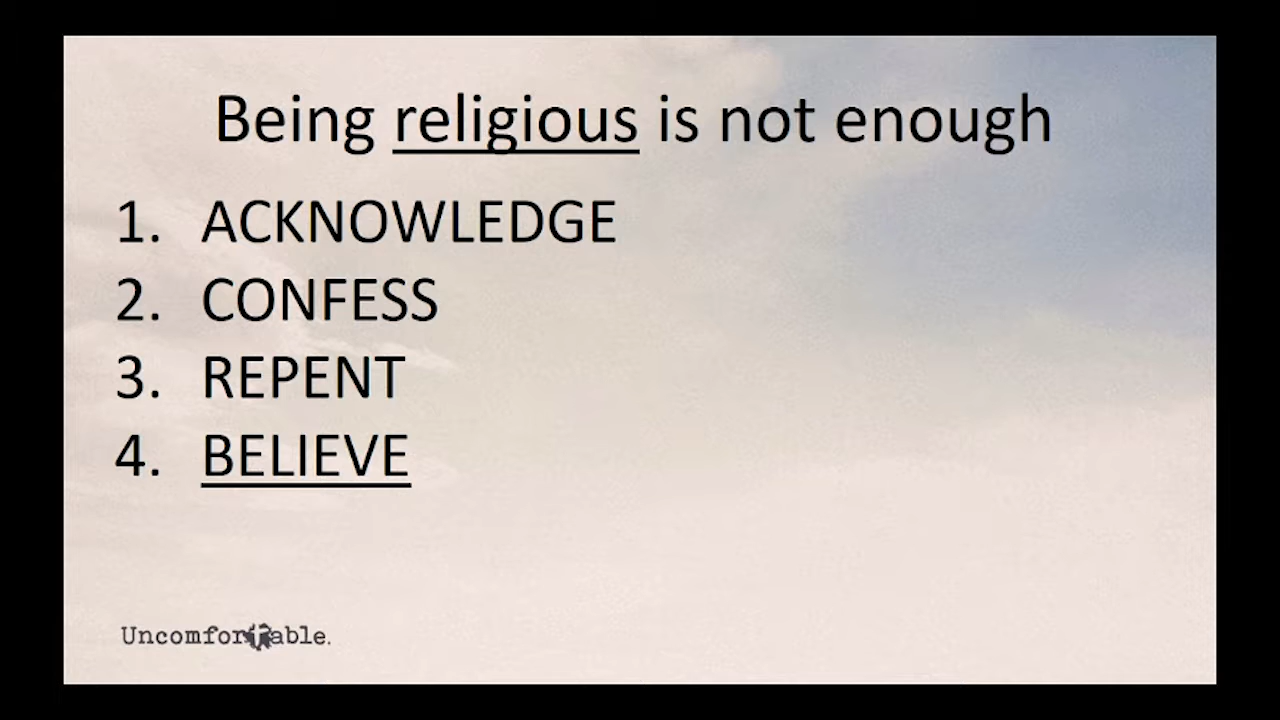 Being religious is not enough
1. ACKNOWLEDGE
2. CONFESS
3. REPENT
4. BELIEVE
Uncomfortable.